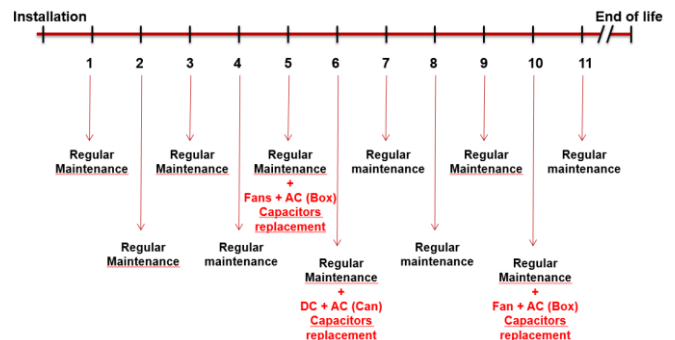 Installation
End of life
1 2 3 4 5 6 7 8 9 10 11
Regular
Maintenance
Regular
Maintenance
Regular
Maintenance
Regular
maintenance
Regular
Maintenance
+
Fans + AC (Box)
Capacitors
replacement
Regular
Maintenance
+
DC + AC (Can)
Capacitors
replacement
Regular
maintenance
Regular
maintenance
Regular
Maintenance
Regular
Maintenance
+
Fan + AC (Box)
Capacitors
replacement
Regular
maintenance